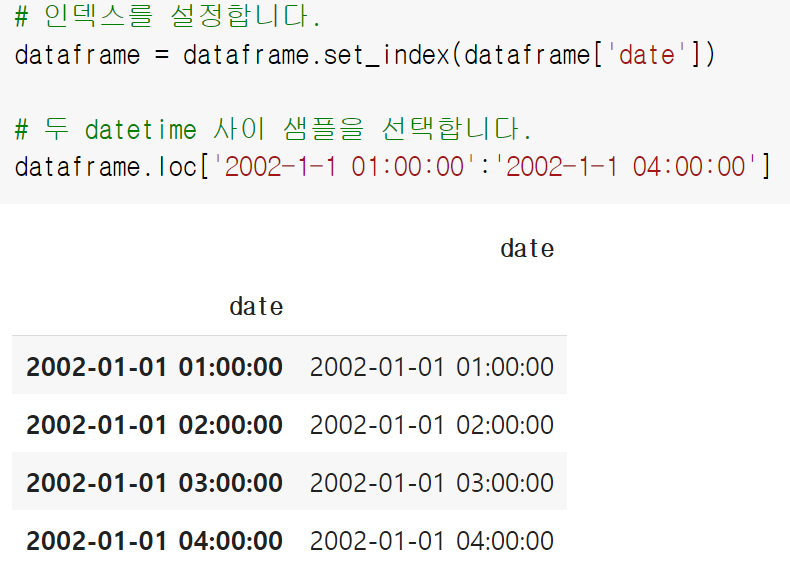 # 인덱스를 설정합니다.
dataframe = dataframe.set_index(dataframe['date'])
# 두 datetime 사이 샘플을 선택합니다.
dataframe.loc['2002-1-1 01:00:00':'2002-1-1 04:00:00']
date
date
2002-01-01 01:00:00 2002-01-01 01:00:00
2002-01-01 02:00:00 2002-01-01 02:00:00
2002-01-01 03:00:00 2002-01-01 03:00:00
2002-01-01 04:00:00 2002-01-01 04:00:00